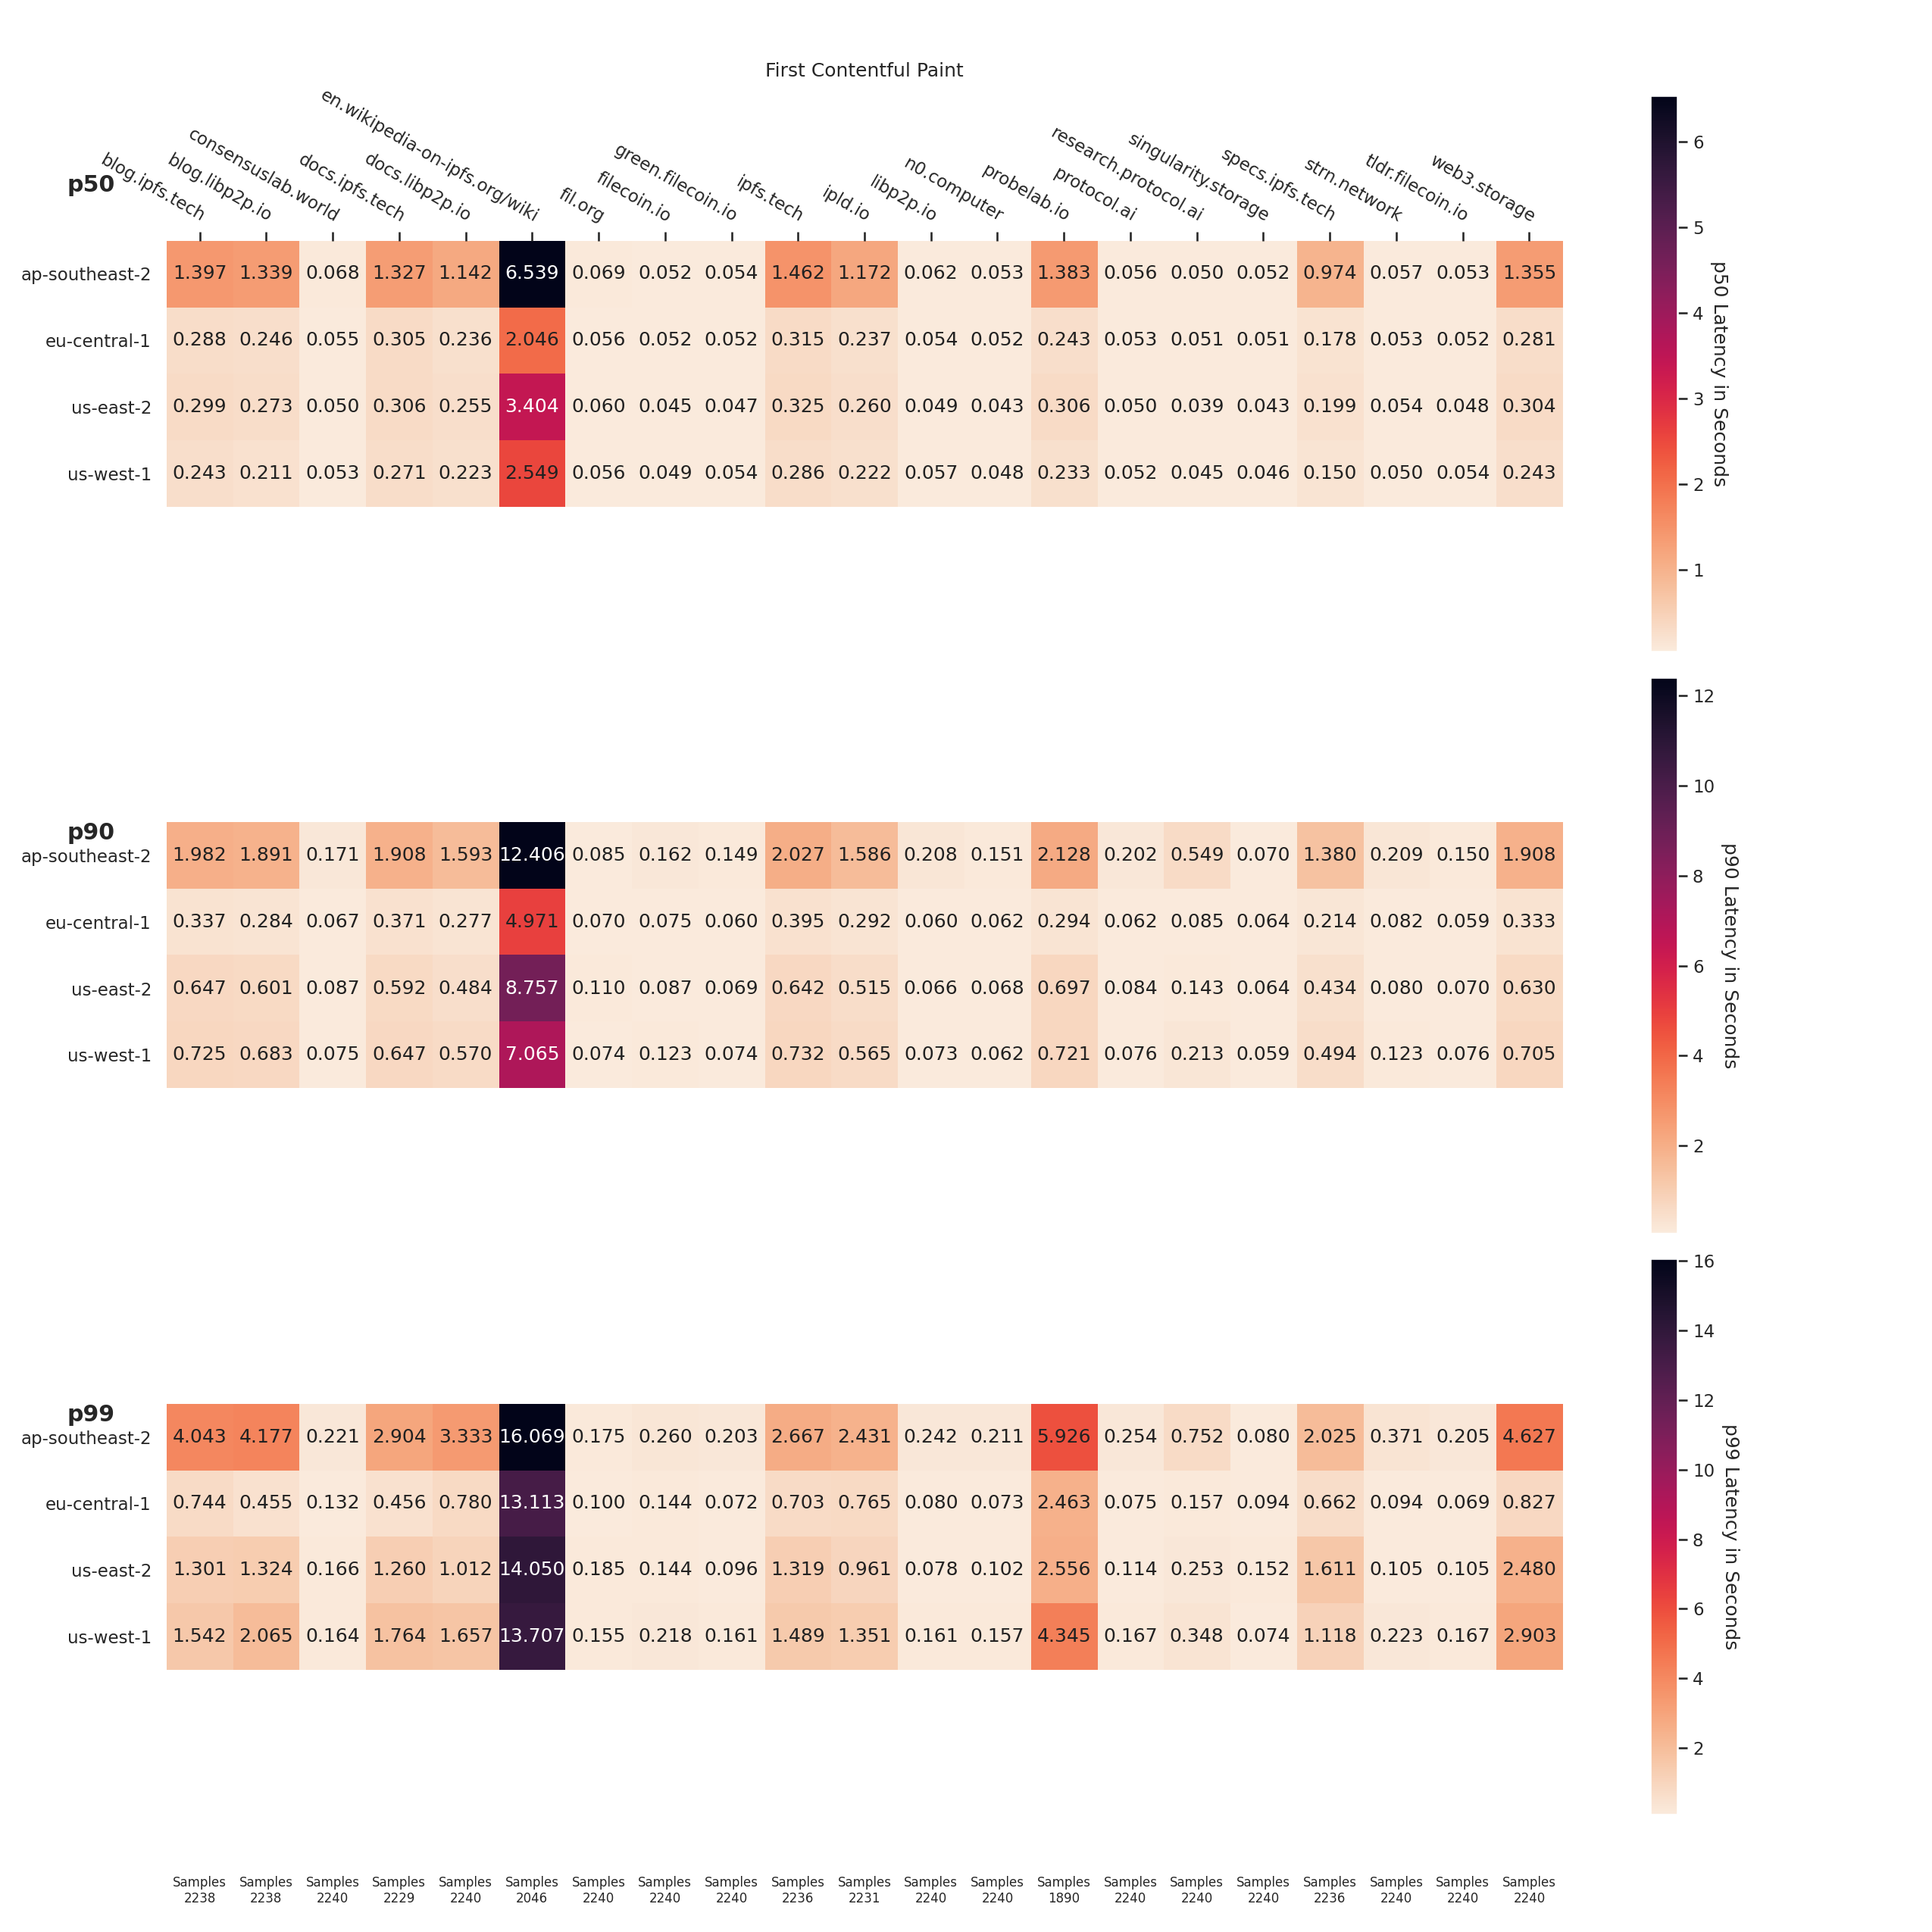 First Contentful Paint
p50
blog.ipfs.tech
blog.libp2p.io
consensuslab.world
docs.ipfs.tech
docs.libp2p.io
en.wikipedia-on-ipfs.org/wiki
fil.org
filecoin.io
green.filecoin.io
ipfs.tech
ipld.io
libp2p.io
n0.computer
probelab.io
protocol.ai
research.protocol.ai
singularity.storage
specs.ipfs.tech
strn.network
tldr.filecoin.io
web3.storage
ap-southeast-2 1.397 1.339 0.068 1.327 1.142 6.539 0.069 0.052 0.054 1.462 1.172 0.062 0.053 1.383 0.056 0.050 0.052 0.974 0.057 0.053 1.355
eu-central-1 0.288 0.246 0.055 0.305 0.236 2.046 0.056 0.052 0.052 0.315 0.237 0.054 0.052 0.243 0.053 0.051 0.051 0.178 0.053 0.052 0.281
us-east-2 0.299 0.273 0.050 0.306 0.255 3.404 0.060 0.045 0.047 0.325 0.260 0.049 0.043 0.306 0.050 0.039 0.043 0.199 0.054 0.048 0.304
us-west-1 0.243 0.211 0.053 0.271 0.223 2.549 0.056 0.049 0.054 0.286 0.222 0.057 0.048 0.233 0.052 0.045 0.046 0.150 0.050 0.054 0.243
6
5
4
3
2
1
p50 Latency in Seconds
p90
ap-southeast-2 1.982 1.891 0.171 1.908 1.593 12.406 0.085 0.162 0.149 2.027 1.586 0.208 0.151 2.128 0.202 0.549 0.070 1.380 0.209 0.150 1.908
eu-central-1 0.337 0.284 0.067 0.371 0.277 4.971 0.070 0.075 0.060 0.395 0.292 0.060 0.062 0.294 0.062 0.085 0.064 0.214 0.082 0.059 0.333
us-east-2 0.647 0.601 0.087 0.592 0.484 8.757 0.110 0.087 0.069 0.642 0.515 0.066 0.068 0.697 0.084 0.143 0.064 0.434 0.080 0.070 0.630
us-west-1 0.725 0.683 0.075 0.647 0.570 7.065 0.074 0.123 0.074 0.732 0.565 0.073 0.062 0.721 0.076 0.213 0.059 0.494 0.123 0.076 0.705
12
10
8
6
4
2
p90 Latency in Seconds
p99
ap-southeast-2 4.043 4.177 0.221 2.904 3.333 16.069 0.175 0.260 0.203 2.667 2.431 0.242 0.211 5.926 0.254 0.752 0.080 2.025 0.371 0.205 4.627
eu-central-1 0.744 0.455 0.132 0.456 0.780 13.113 0.100 0.144 0.072 0.703 0.765 0.080 0.073 2.463 0.075 0.157 0.094 0.662 0.094 0.069 0.827
us-east-2 1.301 1.324 0.166 1.260 1.012 14.050 0.185 0.144 0.096 1.319 0.961 0.078 0.102 2.556 0.114 0.253 0.152 1.611 0.105 0.105 2.480
us-west-1 1.542 2.065 0.164 1.764 1.657 13.707 0.155 0.218 0.161 1.489 1.351 0.161 0.157 4.345 0.167 0.348 0.074 1.118 0.223 0.167 2.903
16
14
12
10
8
6
4
2
p99 Latency in Seconds
Samples Samples Samples Samples Samples Samples Samples Samples Samples Samples Samples Samples Samples Samples Samples Samples Samples Samples Samples Samples Samples
2238 2238 2240 2229 2240 2046 2240 2240 2240 2236 2231 2240 2240 1890 2240 2240 2240 2236 2240 2240 2240